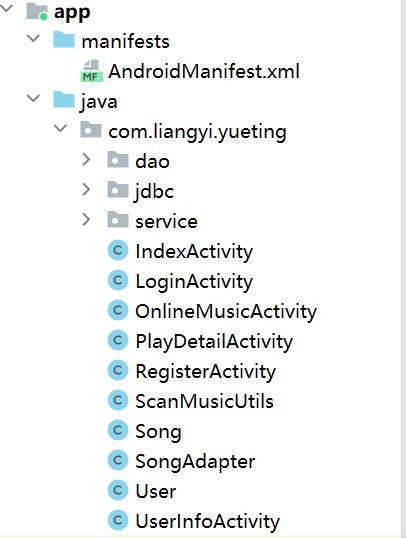 app
manifests
MF AndroidManifest.xml
java
com.liangyi.yueting
dao
jdbc
service
C IndexActivity
C LoginActivity
C OnlineMusicActivity
C PlayDetailActivity
C RegisterActivity
C ScanMusicUtils
C Song
C SongAdapter
C User
C UserInfoActivity